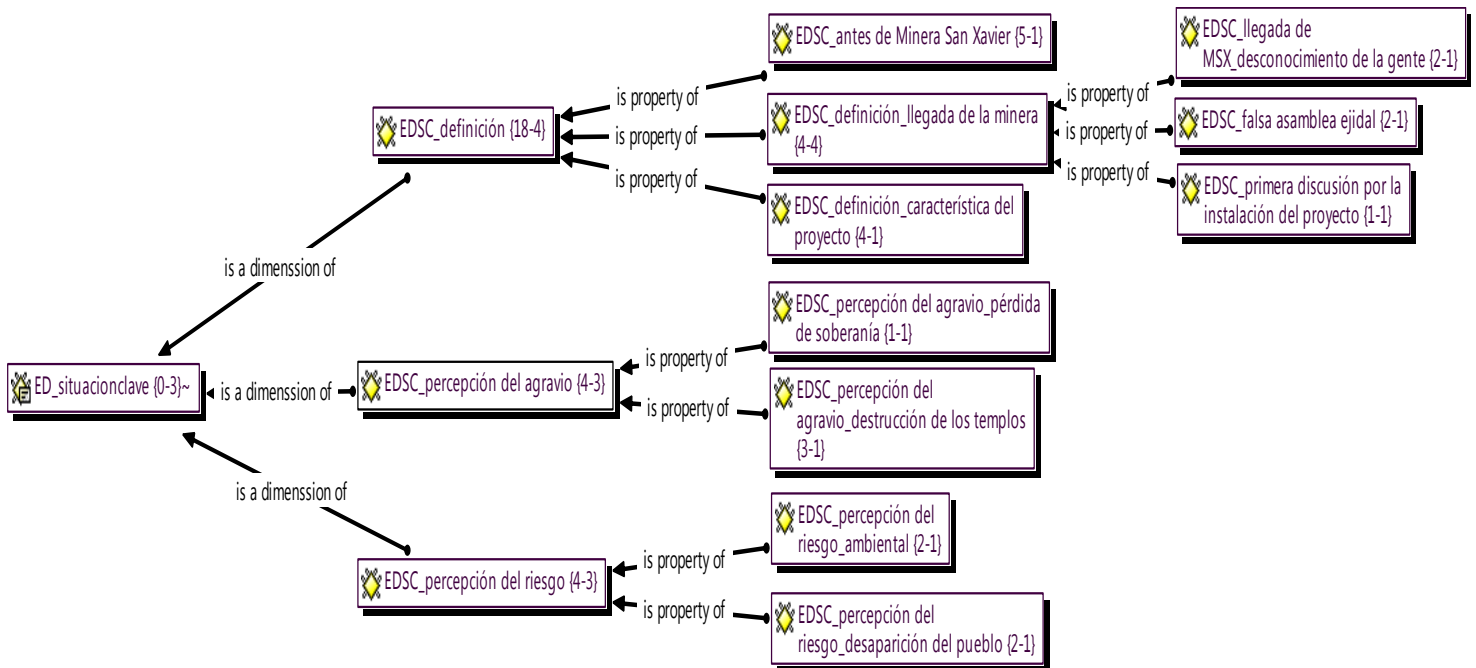 EDSC_antes de Minera San Xavier {5-1}
EDSC_llegada de
MSX_desconocimiento de la gente {2-1}
is property of
is property of
EDSC_definición {18-4}
is property of
EDSC_definición_llegada de la minera
{4-4}
is property of
EDSC_falsa asamblea ejidal {2-1}
is property of
is property of
EDSC_definición_característica del
proyecto {4-1}
EDSC_primera discusión por la
instalación del proyecto {1-1}
is a dimenssion of
EDSC_percepción del agravio_pérdida
de soberanía {1-1}
is property of
ED_situacionclave {0-3}~
is a dimenssion of
EDSC_percepción del agravio {4-3}
is property of
EDSC_percepción del
agravio_destrucción de los templos
{3-1}
is a dimenssion of
EDSC_percepción del
riesgo_ambiental {2-1}
is property of
EDSC_percepción del riesgo {4-3}
is property of
EDSC_percepción del
riesgo_desaparición del pueblo {2-1}